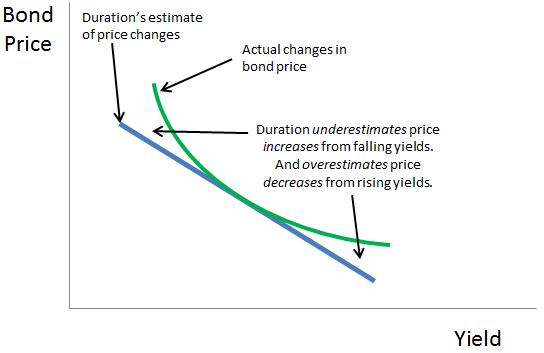 Bond
Price
Duration's estimate
of price changes
Actual changes in
bond price
Duration underestimates price
increases from falling yields.
And overestimates price
decreases from rising yields.
Yield